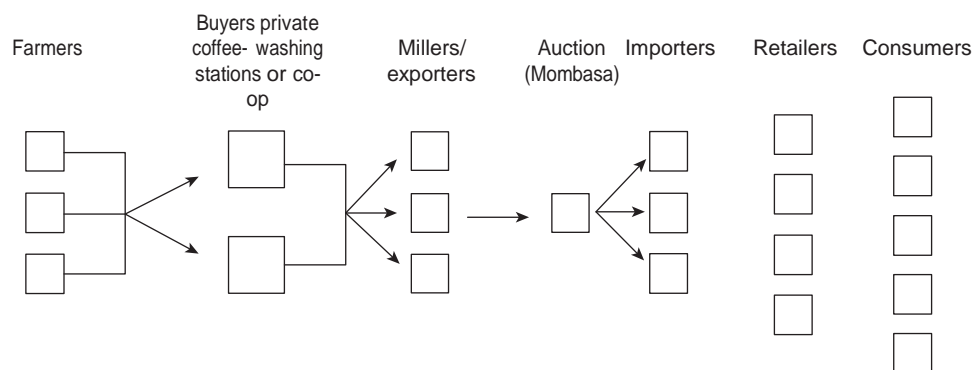 Farmers
Buyers private
coffee- washing
stations or co-
op
Millers/
exporters
Auction
(Mombasa)
Importers
Retailers
Consumers